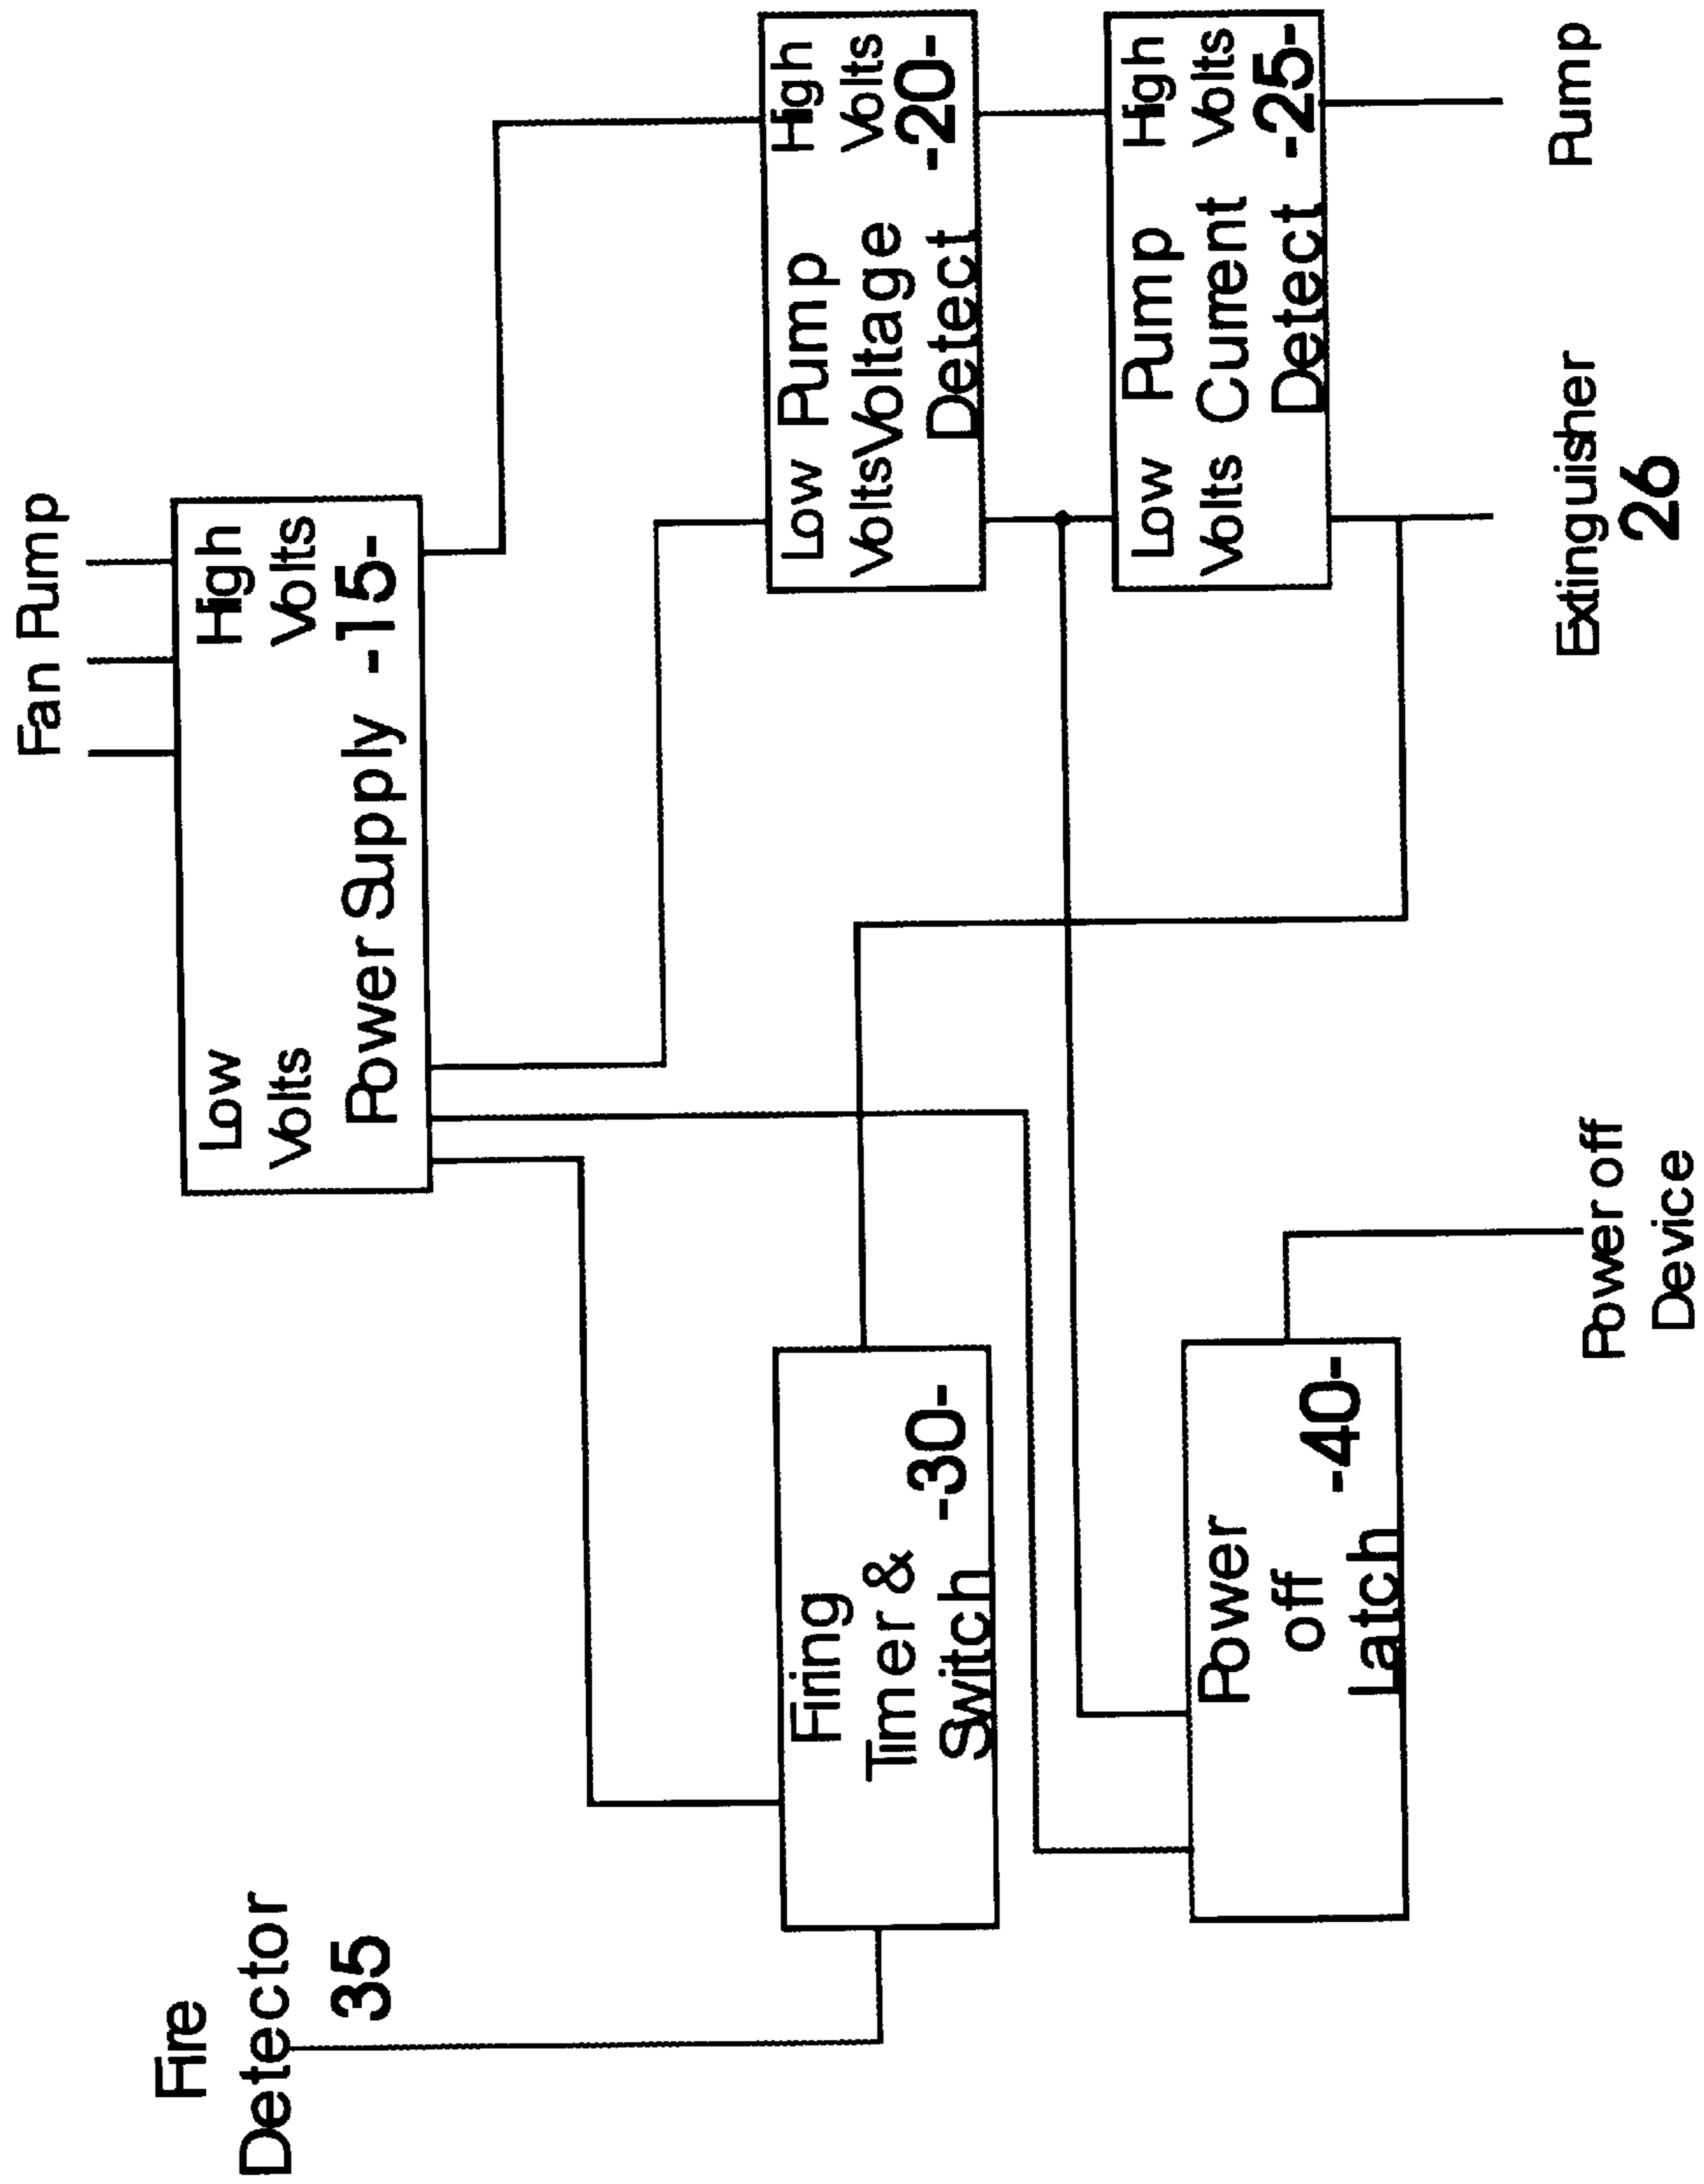 Fan Pump
Low
Volts
High
Volts
Power Supply -15-
Fire
Detector
35
Firing
Timer &
Switch -30-
Low Pump High
Volts Voltage Volts
Detect -20-
Low Pump High
Volts Current Volts
Detect -25-
Power
off
Latch -40-
Power off
Device
Extinguisher
26
Pump